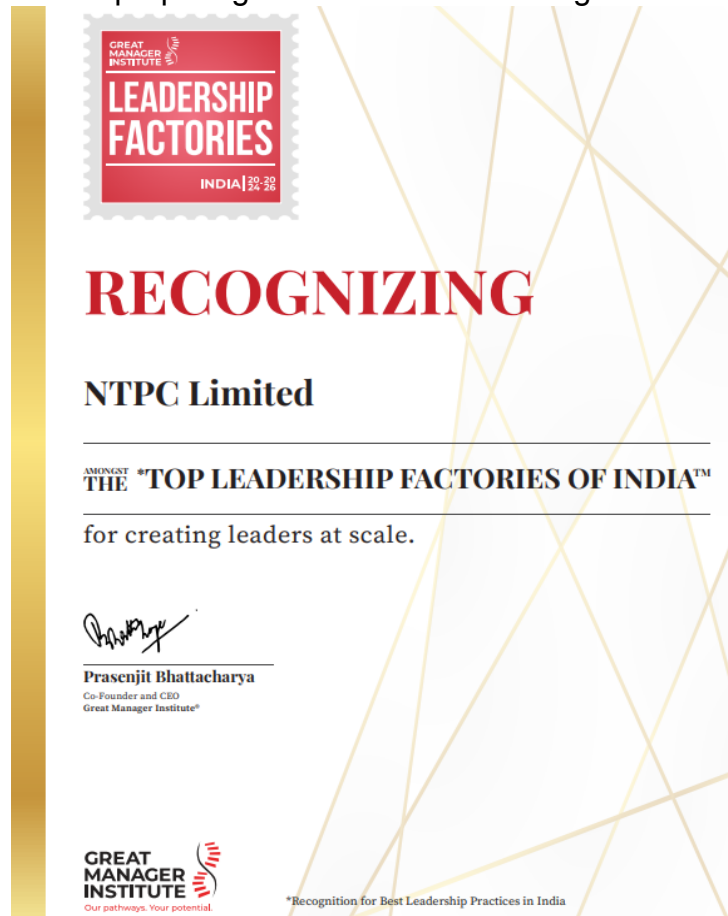 GREAT
MANAGER
INSTITUTE
LEADERSHIP
FACTORIES
INDIA 20-20
24-26
RECOGNIZING
NTPC Limited
AMONGST
THE *TOP LEADERSHIP FACTORIES OF INDIA™
for creating leaders at scale.
Prasenjit Bhattacharya
Co-Founder and CEO
Great Manager Institute®
GREAT
MANAGER
INSTITUTE
Our pathways. Your potential.
*Recognition for Best Leadership Practices in India